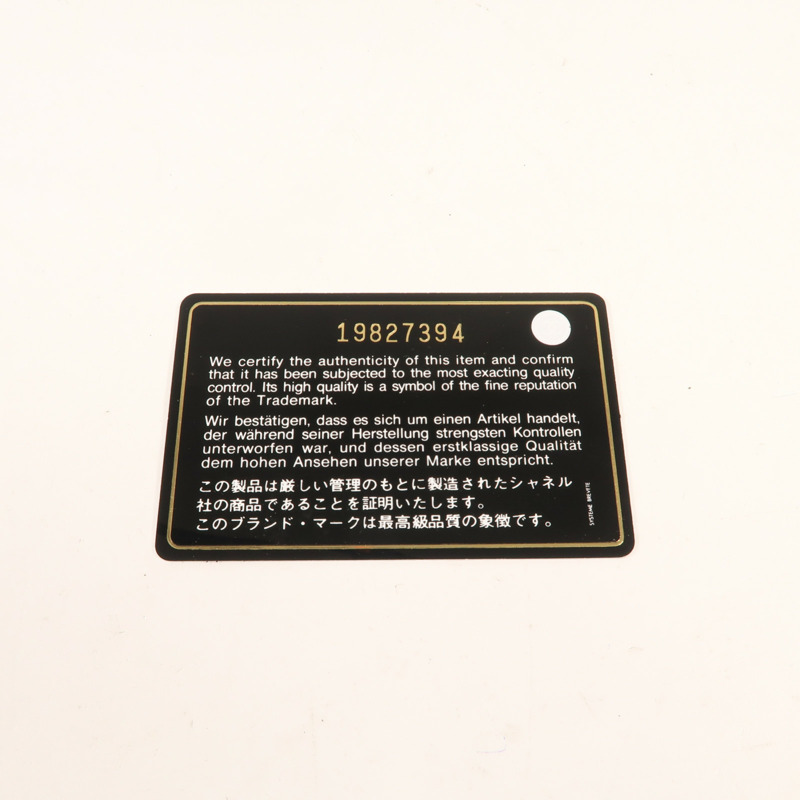 19827394
We certify the authenticity of this item and confirm
that it has been subjected to the most exacting quality
control. Its high quality is a symbol of the fine reputation
of the Trademark.
Wir bestätigen, dass es sich um einen Artikel handelt,
der während seiner Herstellung strengsten Kontrollen
unterworfen war, und dessen erstklassige Qualität
dem hohen Ansehen unserer Marke entspricht.
この製品は厳しい管理のもとに製造されたシャネル
社の商品であることを証明いたします。
このブランド・マークは最高級品質の象徴です。
SYSTEME BREVETE